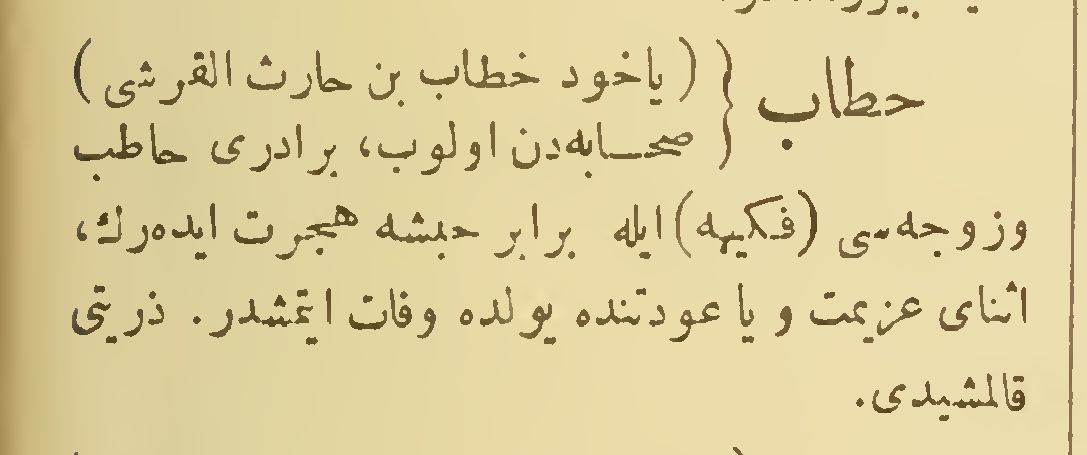 حطاب { (یاخود خطاب بن حارث القرشی)
صحابه‌دن اولوب، برادری حاطب
وزوجه‌سی (فکیهه) ایله برابر حبشه هجرت ایده‌رك،
اثنای عزیمت و یا عودتنده یولده وفات ایتمشدر. ذریتی
قالمشیدی.